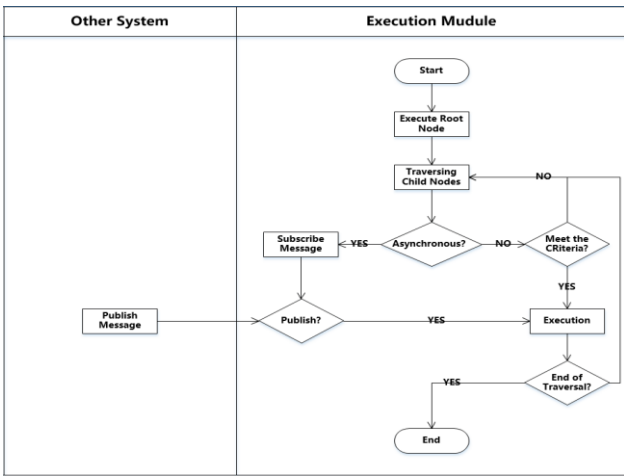 Other System
Execution Mudule
Start
Execute Root
Node
Traversing
Child Nodes
NO
Subscribe
Message
YES
Asynchronous?
NO
Meet the
CRiteria?
YES
Publish
Message
Publish?
YES
Execution
End of
Traversal?
YES
End